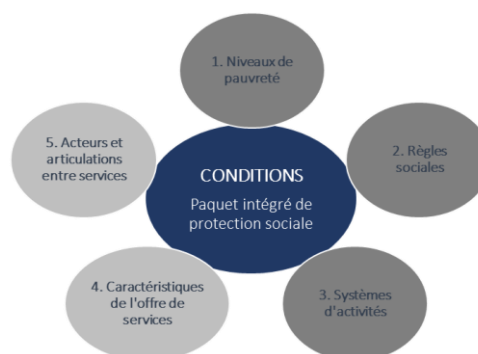 1. Niveaux de
pauvreté
2. Règles
sociales
3. Systèmes
d'activités
4. Caractéristiques
de l'offre de
services
5. Acteurs et
articulations
entre services
CONDITIONS
Paquet intégré de
protection sociale